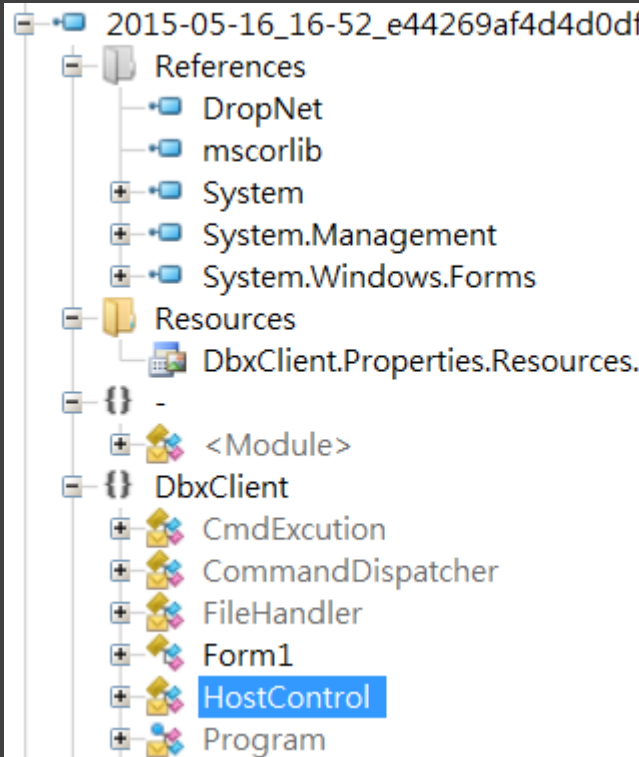 2015-05-16_16-52_e44269af4d4d0df
References
DropNet
mscorlib
System
System.Management
System.Windows.Forms
Resources
DbxClient.Properties.Resources.
{} -
<Module>
{} DbxClient
CmdExcution
CommandDispatcher
FileHandler
Form1
HostControl
Program